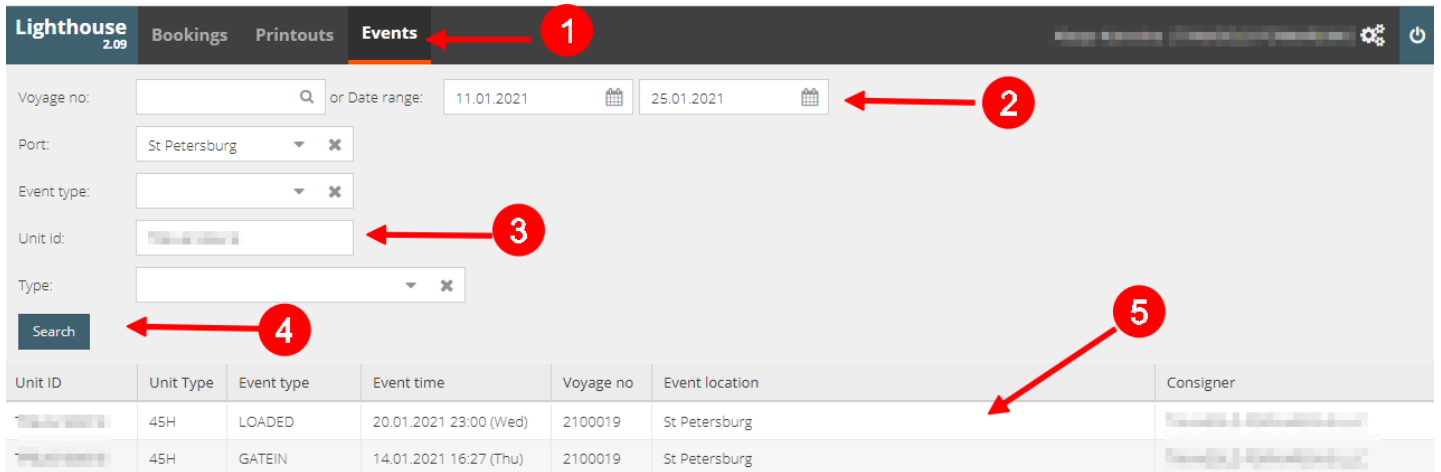 Lighthouse Bookings Printouts Events 1
2.09
Voyage no: or Date range: 11.01.2021 25.01.2021 2
Port: St Petersburg
Event type:
Unit id: 3
Type:
Search 4 5
Unit ID Unit Type Event type Event time Voyage no Event location Consigner
45H LOADED 20.01.2021 23:00 (Wed) 2100019 St Petersburg
45H GATEIN 14.01.2021 16:27 (Thu) 2100019 St Petersburg